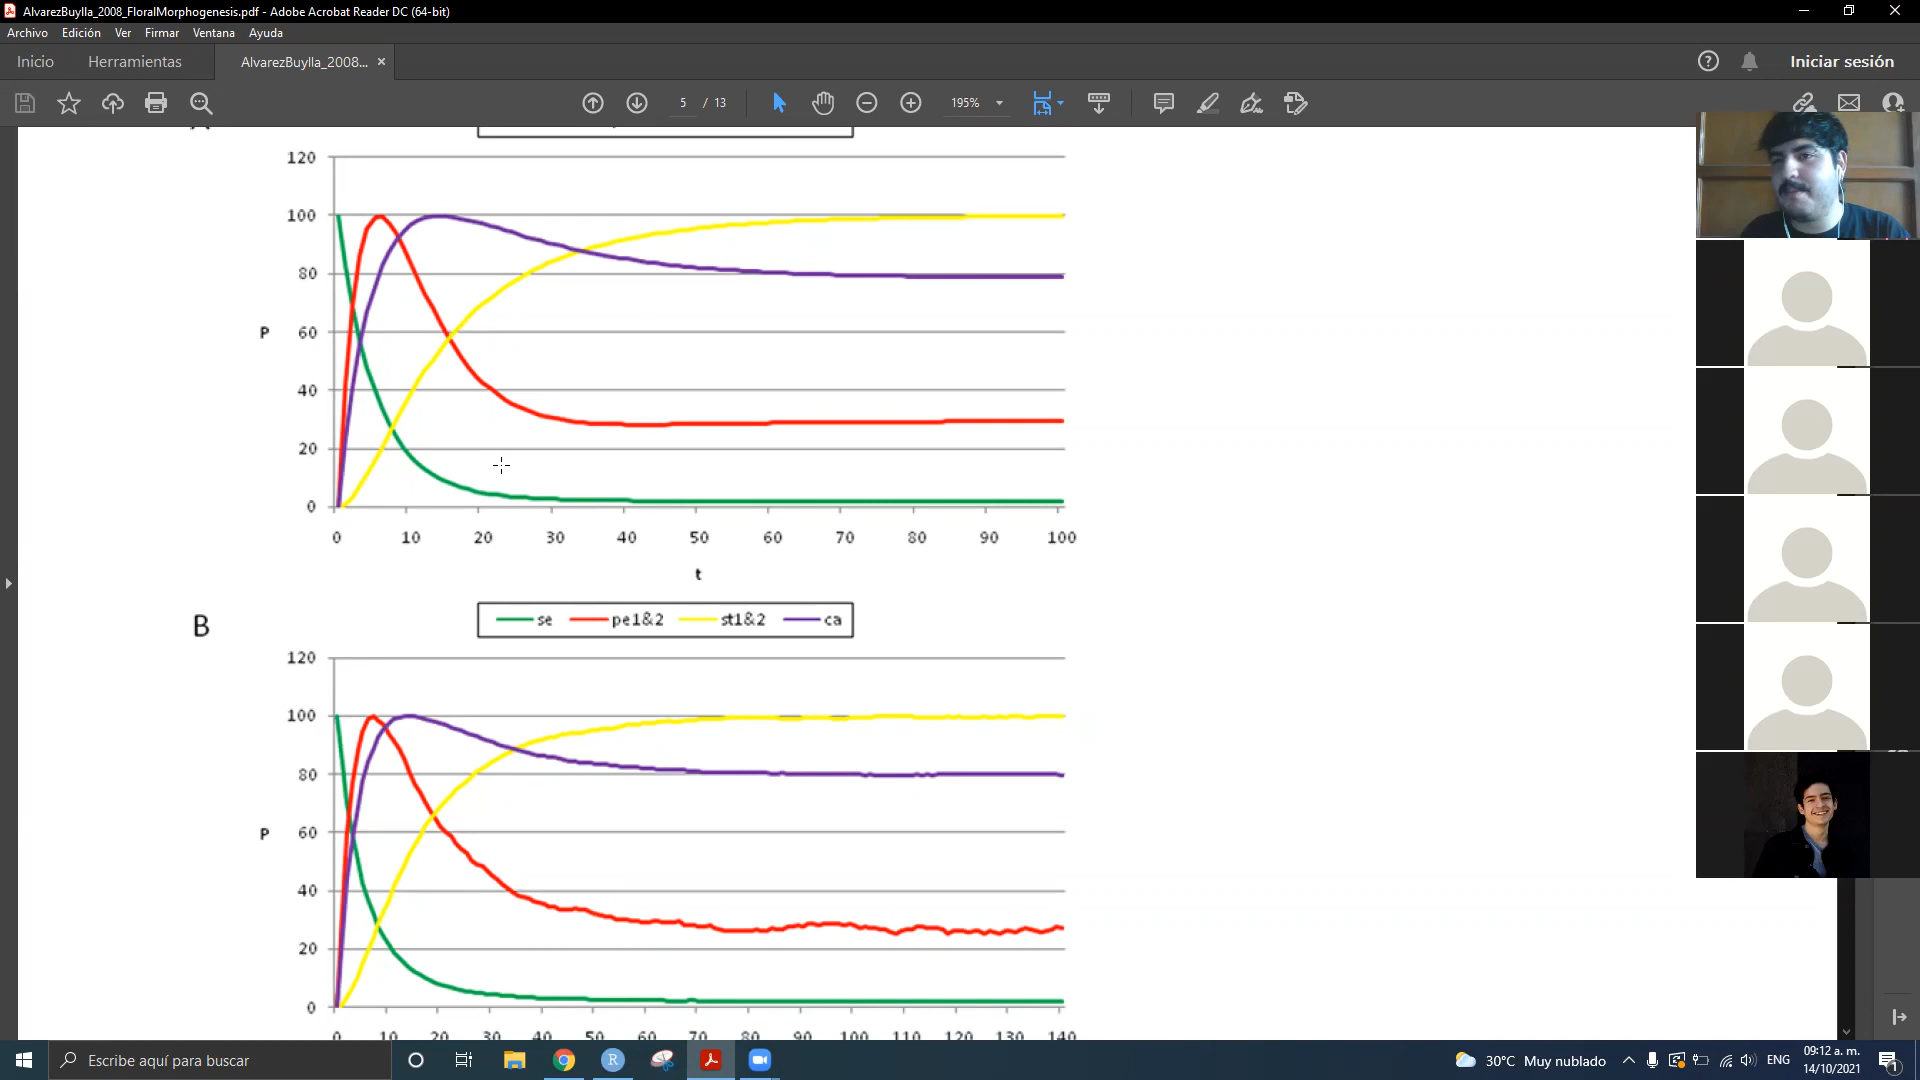 AlvarezBuylla_2008_FloralMorphogenesis.pdf - Adobe Acrobat Reader DC (64-bit)
Archivo Edición Ver Firmar Ventana Ayuda
Inicio Herramientas AlvarezBuylla_2008... × ? Iniciar sesión
5 / 13 195%
120
100
80
P 60
40
20
0
0 10 20 30 40 50 60 70 80 90 100
t
B se pe1&2 st1&2 ca
120
100
80
P 60
40
20
0
0 10 20 30 40 50 60 70 80 90 100 110 120 130 140
Escribe aquí para buscar R 30°C Muy nublado ENG 09:12 a. m.
14/10/2021 1